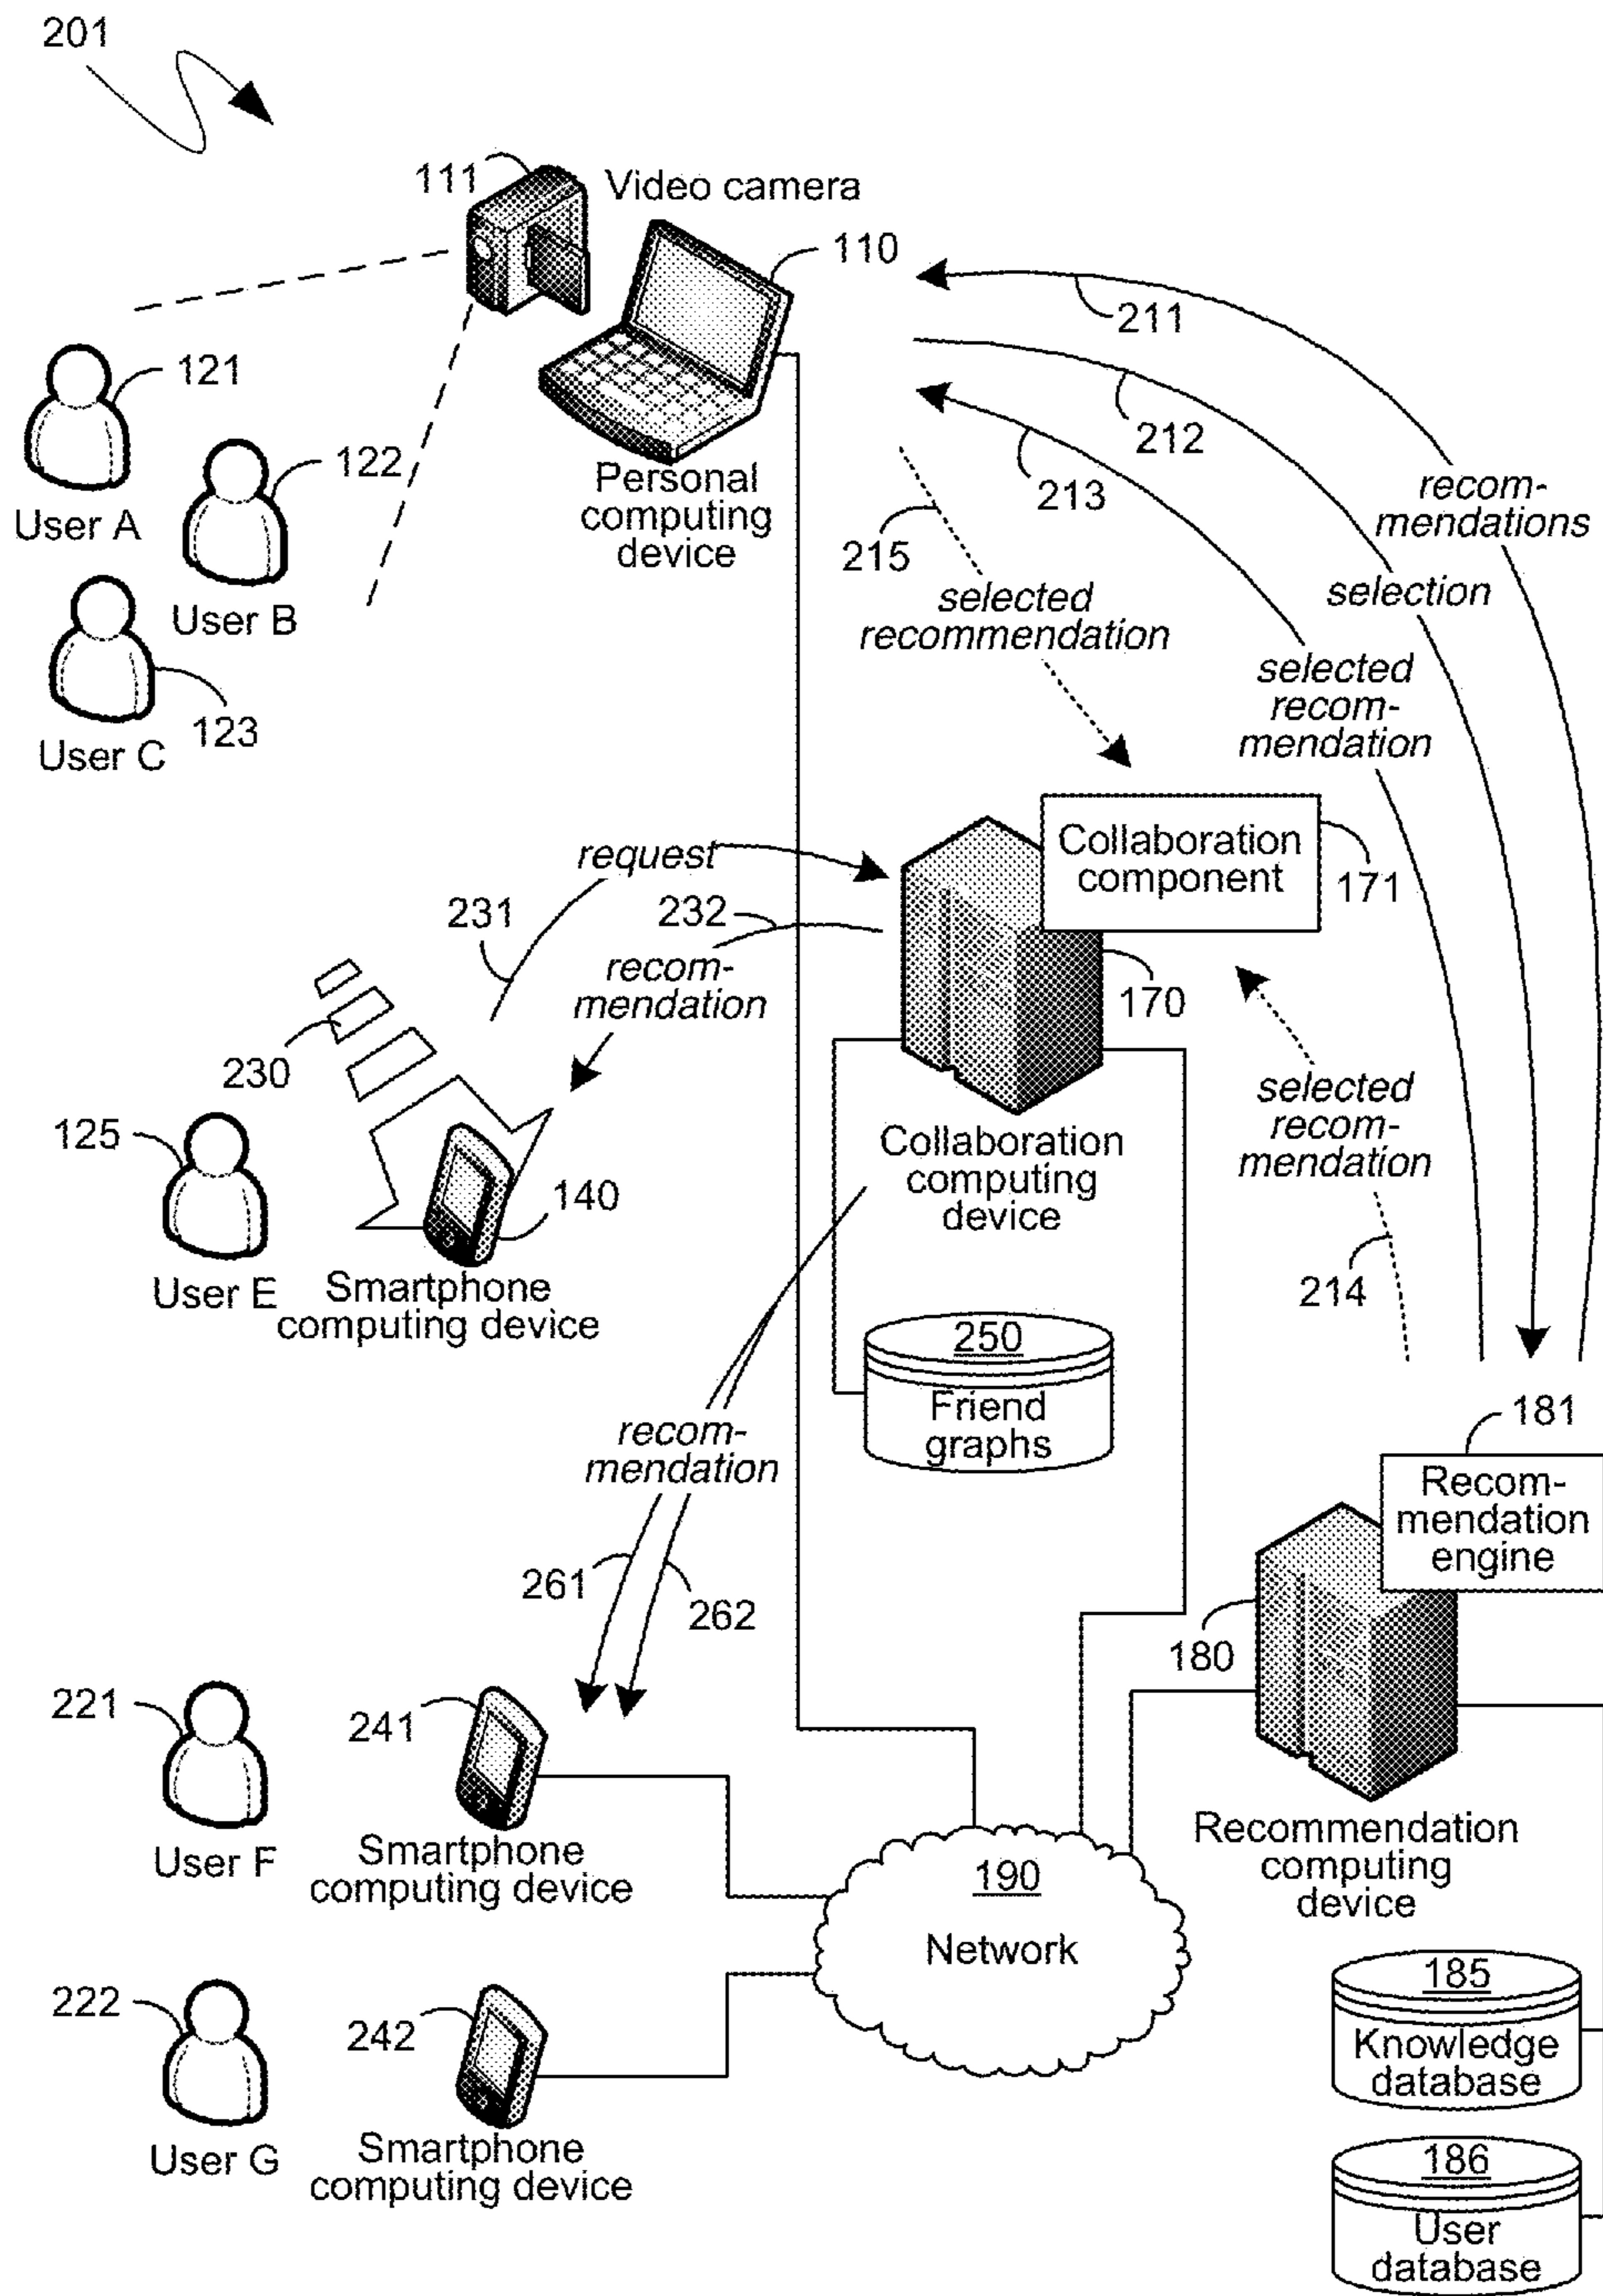 201
111
Video camera
110
211
121
212
Personal
computing
device
213
recom-
mendations
122
User A
215
selection
selected
recommendation
User B
selected
recom-
mendation
123
User C
Collaboration
component
171
request
232
231
recom-
mendation
170
230
selected
recom-
mendation
125
Collaboration
computing
device
140
214
User E
Smartphone
computing device
250
Friend
graphs
181
recom-
mendation
Recom-
mendation
engine
261
262
180
221
241
Recommendation
computing
device
User F
Smartphone
computing device
190
Network
222
242
185
Knowledge
database
User G
Smartphone
computing device
186
User
database